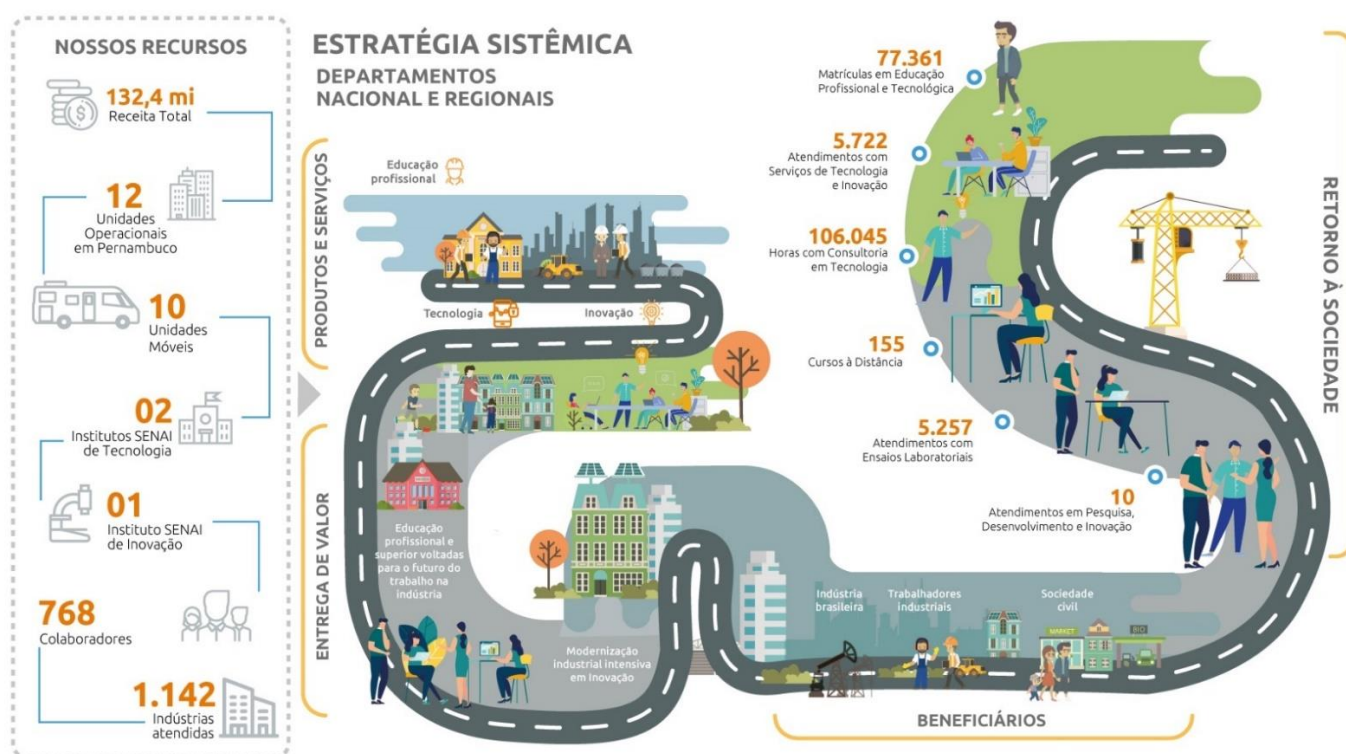 NOSSOS RECURSOS
132,4 mi
Receita Total
12
Unidades
Operacionais
em Pernambuco
10
Unidades
Móveis
02
Institutos SENAI
de Tecnologia
01
Instituto SENAI
de Inovação
768
Colaboradores
1.142
Indústrias
atendidas
ESTRATÉGIA SISTÊMICA
DEPARTAMENTOS
NACIONAL E REGIONAIS
PRODUTOS E SERVIÇOS
Educação
profissional
Tecnologia
Inovação
ENTREGA DE VALOR
Educação
profissional e
superior voltadas
para o futuro do
trabalho na
indústria
Modernização
industrial intensiva
em Inovação
Indústria
brasileira
Trabalhadores
industriais
Sociedade
civil
MARKET
BIO
BENEFICIÁRIOS
RETORNO À SOCIEDADE
77.361
Matrículas em Educação
Profissional e Tecnológica
5.722
Atendimentos com
Serviços de Tecnologia
e Inovação
106.045
Horas com Consultoria
em Tecnologia
155
Cursos à Distância
5.257
Atendimentos com
Ensaios Laboratoriais
10
Atendimentos em Pesquisa,
Desenvolvimento e Inovação